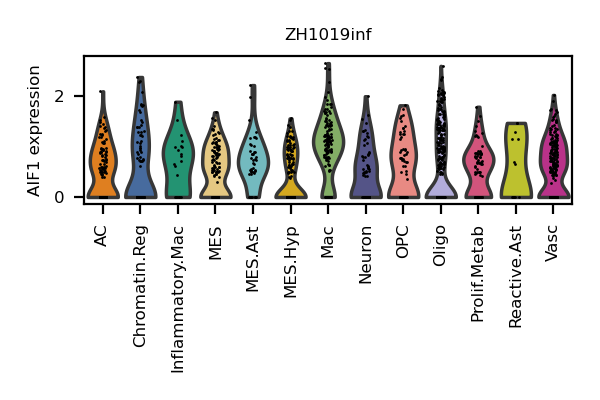 ZH1019inf
AIF1 expression
2
0
AC
Chromatin.Reg
Inflammatory.Mac
MES
MES.Ast
MES.Hyp
Mac
Neuron
OPC
Oligo
Prolif.Metab
Reactive.Ast
Vasc